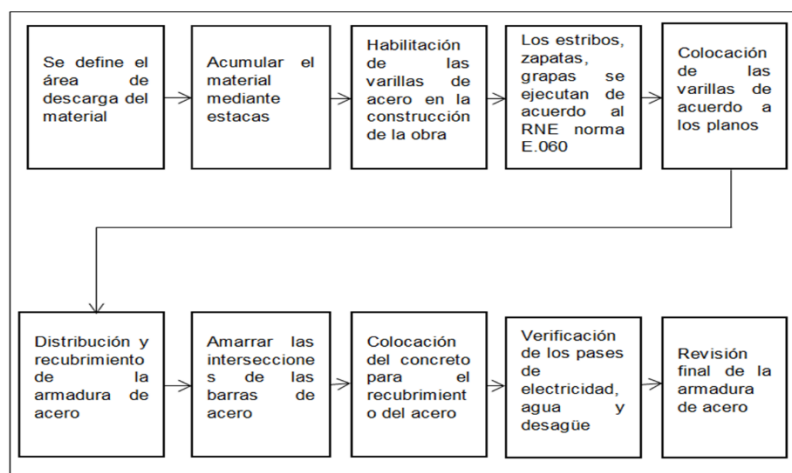 Se define el
área de
descarga del
material
Acumular el
material
mediante
estacas
Habilitación
de las
varillas de
acero en la
construcción
de la obra
Los estribos,
zapatas,
grapas se
ejecutan de
acuerdo al
RNE norma
E.060
Colocación
de las
varillas de
acuerdo a
los planos
Distribución y
recubrimiento
de la
armadura de
acero
Amarrar las
interseccione
s de las
barras de
acero
Colocación
del concreto
para el
recubrimient
o del acero
Verificación
de los pases
de
electricidad,
agua y
desagüe
Revisión
final de la
armadura
de acero